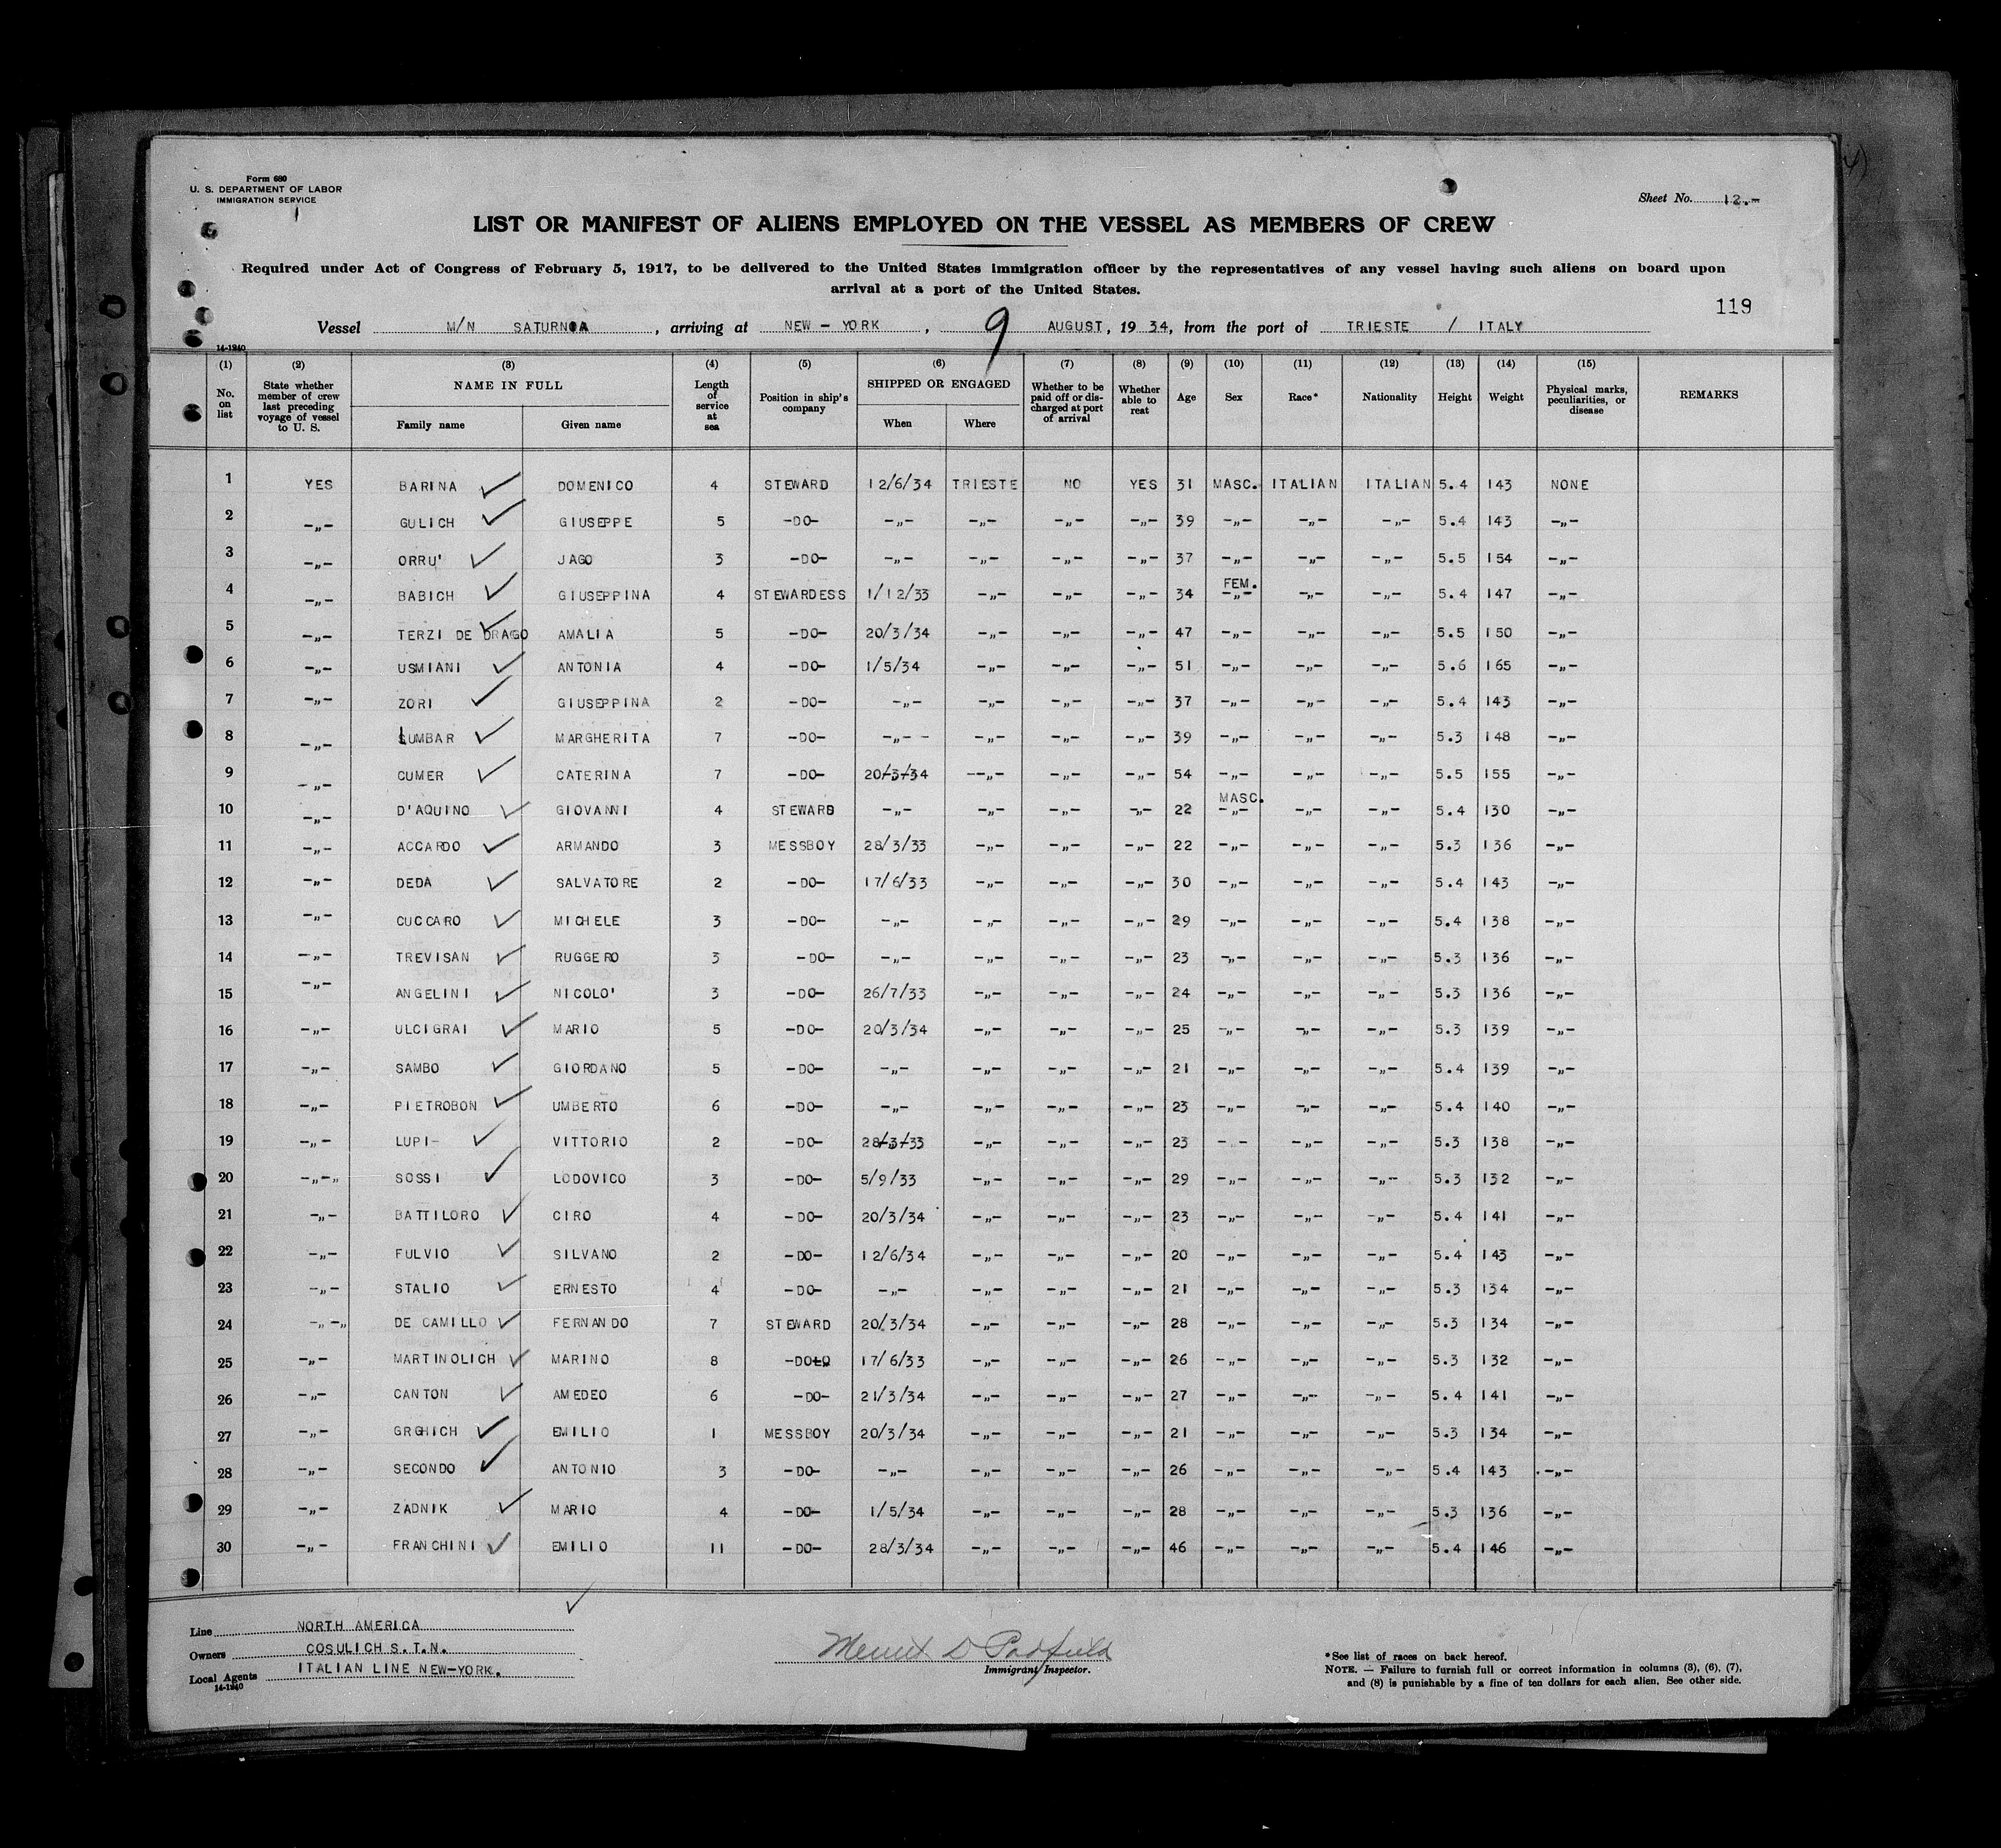 Form 680
U. S. DEPARTMENT OF LABOR
IMMIGRATION SERVICE
Sheet No. 12.-
LIST OR MANIFEST OF ALIENS EMPLOYED ON THE VESSEL AS MEMBERS OF CREW
Required under Act of Congress of February 5, 1917, to be delivered to the United States immigration officer by the representatives of any vessel having such aliens on board upon
arrival at a port of the United States.
119
Vessel M/N SATURNIA, arriving at NEW-YORK, 9 AUGUST, 1934, from the port of TRIESTE / ITALY
14-1240
(1) (2) (3) (4) (5) (6) (7) (8) (9) (10) (11) (12) (13) (14) (15)
No. on list State whether member of crew last preceding voyage of vessel to U. S. NAME IN FULL Family name Given name Length of service at sea Position in ship's company SHIPPED OR ENGAGED When Where Whether to be paid off or discharged at port of arrival Whether able to reat Age Sex Race* Nationality Height Weight Physical marks, peculiarities, or disease REMARKS
1 YES BARINA DOMENICO 4 STEWARD 12/6/34 TRIESTE NO YES 31 MASC. ITALIAN ITALIAN 5.4 143 NONE
2 -„- GULICH GIUSEPPE 5 -DO- -„- -„- -„- -„- 39 -„- -„- -„- 5.4 143 -„-
3 -„- ORRU' JAGO 3 -DO- -„- -„- -„- -„- 37 -„- -„- -„- 5.5 154 -„-
4 -„- BABICH GIUSEPPINA 4 STEWARDESS 1/12/33 -„- -„- -„- 34 FEM. -„- -„- -„- 5.4 147 -„-
5 -„- TERZI DE DRAGO AMALIA 5 -DO- 20/3/34 -„- -„- -„- 47 -„- -„- -„- 5.5 150 -„-
6 -„- USMIANI ANTONIA 4 -DO- 1/5/34 -„- -„- -„- 51 -„- -„- -„- 5.6 165 -„-
7 -„- ZORI GIUSEPPINA 2 -DO- -„- -„- -„- -„- 37 -„- -„- -„- 5.4 143 -„-
8 -„- SUMBAR MARGHERITA 7 -DO- -„- - -„- -„- -„- 39 -„- -„- -„- 5.3 148 -„-
9 -„- CUMER CATERINA 7 -DO- 20/3/34 --„- -„- -„- 54 -„- -„- -„- 5.5 155 -„-
10 -„- D'AQUINO GIOVANNI 4 STEWARD -„- -„- -„- -„- 22 MASC. -„- -„- -„- 5.4 130 -„-
11 -„- ACCARDO ARMANDO 3 MESSBOY 28/3/33 -„- -„- -„- 22 -„- -„- -„- 5.3 136 -„-
12 -„- DEDA SALVATORE 2 -DO- 17/6/33 -„- -„- -„- 30 -„- -„- -„- 5.4 143 -„-
13 -„- CUCCARO MICHELE 3 -DO- -„- -„- -„- -„- 29 -„- -„- -„- 5.4 138 -„-
14 -„- TREVISAN RUGGERO 3 -DO- -„- -„- -„- -„- 23 -„- -„- -„- 5.3 136 -„-
15 -„- ANGELINI NICOLO' 3 -DO- 26/7/33 -„- -„- -„- 24 -„- -„- -„- 5.3 136 -„-
16 -„- ULCIGRAI MARIO 5 -DO- 20/3/34 -„- -„- -„- 25 -„- -„- -„- 5.3 139 -„-
17 -„- SAMBO GIORDANO 5 -DO- -„- -„- -„- -„- 21 -„- -„- -„- 5.4 139 -„-
18 -„- PIETROBON UMBERTO 6 -DO- -„- -„- -„- -„- 23 -„- -„- -„- 5.4 140 -„-
19 -„- LUPI- VITTORIO 2 -DO- 28/3/33 -„- -„- -„- 23 - - -„- -„- 5.3 138 -„-
20 -„-„ SOSSI LODOVICO 3 -DO- 5/9/33 -„- -„- -„- 29 -„- -„- -„- 5.3 132 -„-
21 -„- BATTILORO CIRO 4 -DO- 20/3/34 -„- -„- -„- 23 -„- -„- -„- 5.4 141 -„-
22 -„- FULVIO SILVANO 2 -DO- 12/6/34 -„- -„- -„- 20 -„- -„- -„- 5.4 143 -„-
23 -„- STALIO ERNESTO 4 -DO- -„- -„- -„- -„- 21 -„- -„- -„- 5.3 134 -„-
24 -„-„ DE CAMILLO FERNANDO 7 STEWARD 20/3/34 -„- -„- -„- 28 -„- -„- -„- 5.3 134 -„-
25 -„- MARTINOLICH MARINO 8 -DO- 17/6/33 -„- -„- -„- 26 -„- -„- -„- 5.3 132 -„-
26 -„- CANTON AMEDEO 6 -DO- 21/3/34 -„- -„- -„- 27 -„- -„- -„- 5.4 141 -„-
27 -„- GRGHICH EMILIO 1 MESSBOY 20/3/34 -„- -„- -„- 21 -„- -„- -„- 5.3 134 -„-
28 -„- SECONDO ANTONIO 3 -DO- -„- -„- -„- -„- 26 -„- -„- -„- 5.4 143 -„-
29 -„- ZADNIK MARIO 4 -DO- 1/5/34 -„- -„- -„- 28 -„- -„- -„- 5.3 136 -„-
30 -„- FRANCHINI EMILIO 11 -DO- 28/3/34 -„- -„- -„- 46 -„- -„- -„- 5.4 146 -„-
Line NORTH AMERICA
Owners COSULICH S.T.N.
Local Agents ITALIAN LINE NEW-YORK.
14-1240
Merrit D Padfield
Immigrant Inspector.
*See list of races on back hereof.
NOTE. — Failure to furnish full or correct information in columns (3), (6), (7),
and (8) is punishable by a fine of ten dollars for each alien. See other side.